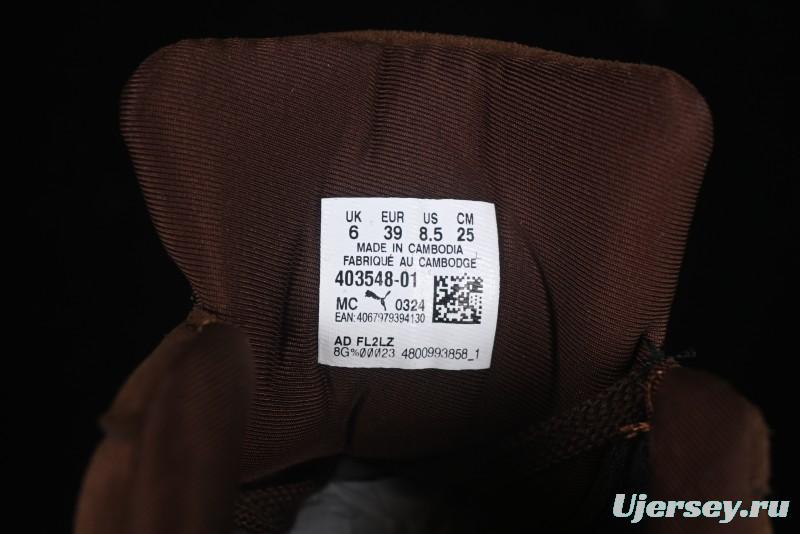 UK EUR US CM
6 39 8.5 25
MADE IN CAMBODIA
FABRIQUÉ AU CAMBODGE
403548-01
MC 0324
EAN:4067979394130
AD FL2LZ
8G%00023 4800993858_1
Ujersey.ru